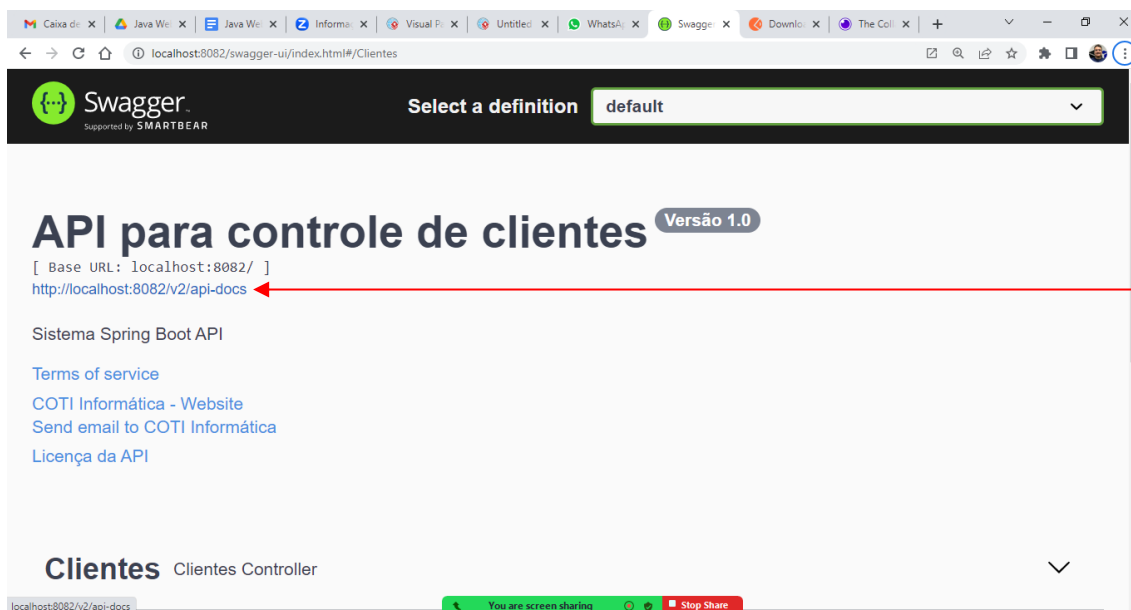 Caixa de
Java We
Java We
Informa
Visual P
Untitled
WhatsA
Swagger
Downlo
The Coll
localhost:8082/swagger-ui/index.html#/Clientes
Swagger.
Supported by SMARTBEAR
Select a definition
default
API para controle de clientes
Versão 1.0
[ Base URL: localhost:8082/ ]
http://localhost:8082/v2/api-docs
Sistema Spring Boot API
Terms of service
COTI Informática - Website
Send email to COTI Informática
Licença da API
Clientes Clientes Controller
localhost:8082/v2/api-docs
You are screen sharing
Stop Share